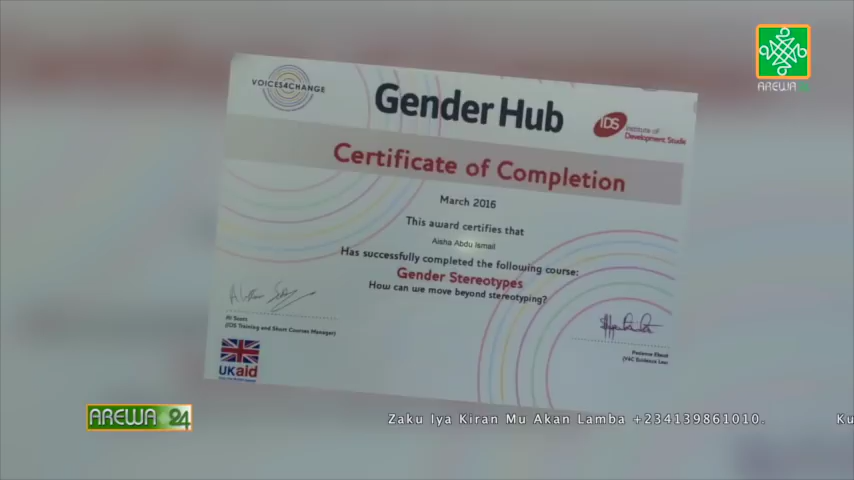 AREWA 24
VOICES4CHANGE
Gender Hub
IDS
Institute of
Development Studies
Certificate of Completion
March 2016
This award certifies that
Aisha Abdu Ismail
Has successfully completed the following course:
Gender Stereotypes
How can we move beyond stereotyping?
(IDS Training and Short Courses Manager)
UKaid
AREWA 24
Zaku Iya Kiran Mu Akan Lamba +234139861010.
Ku